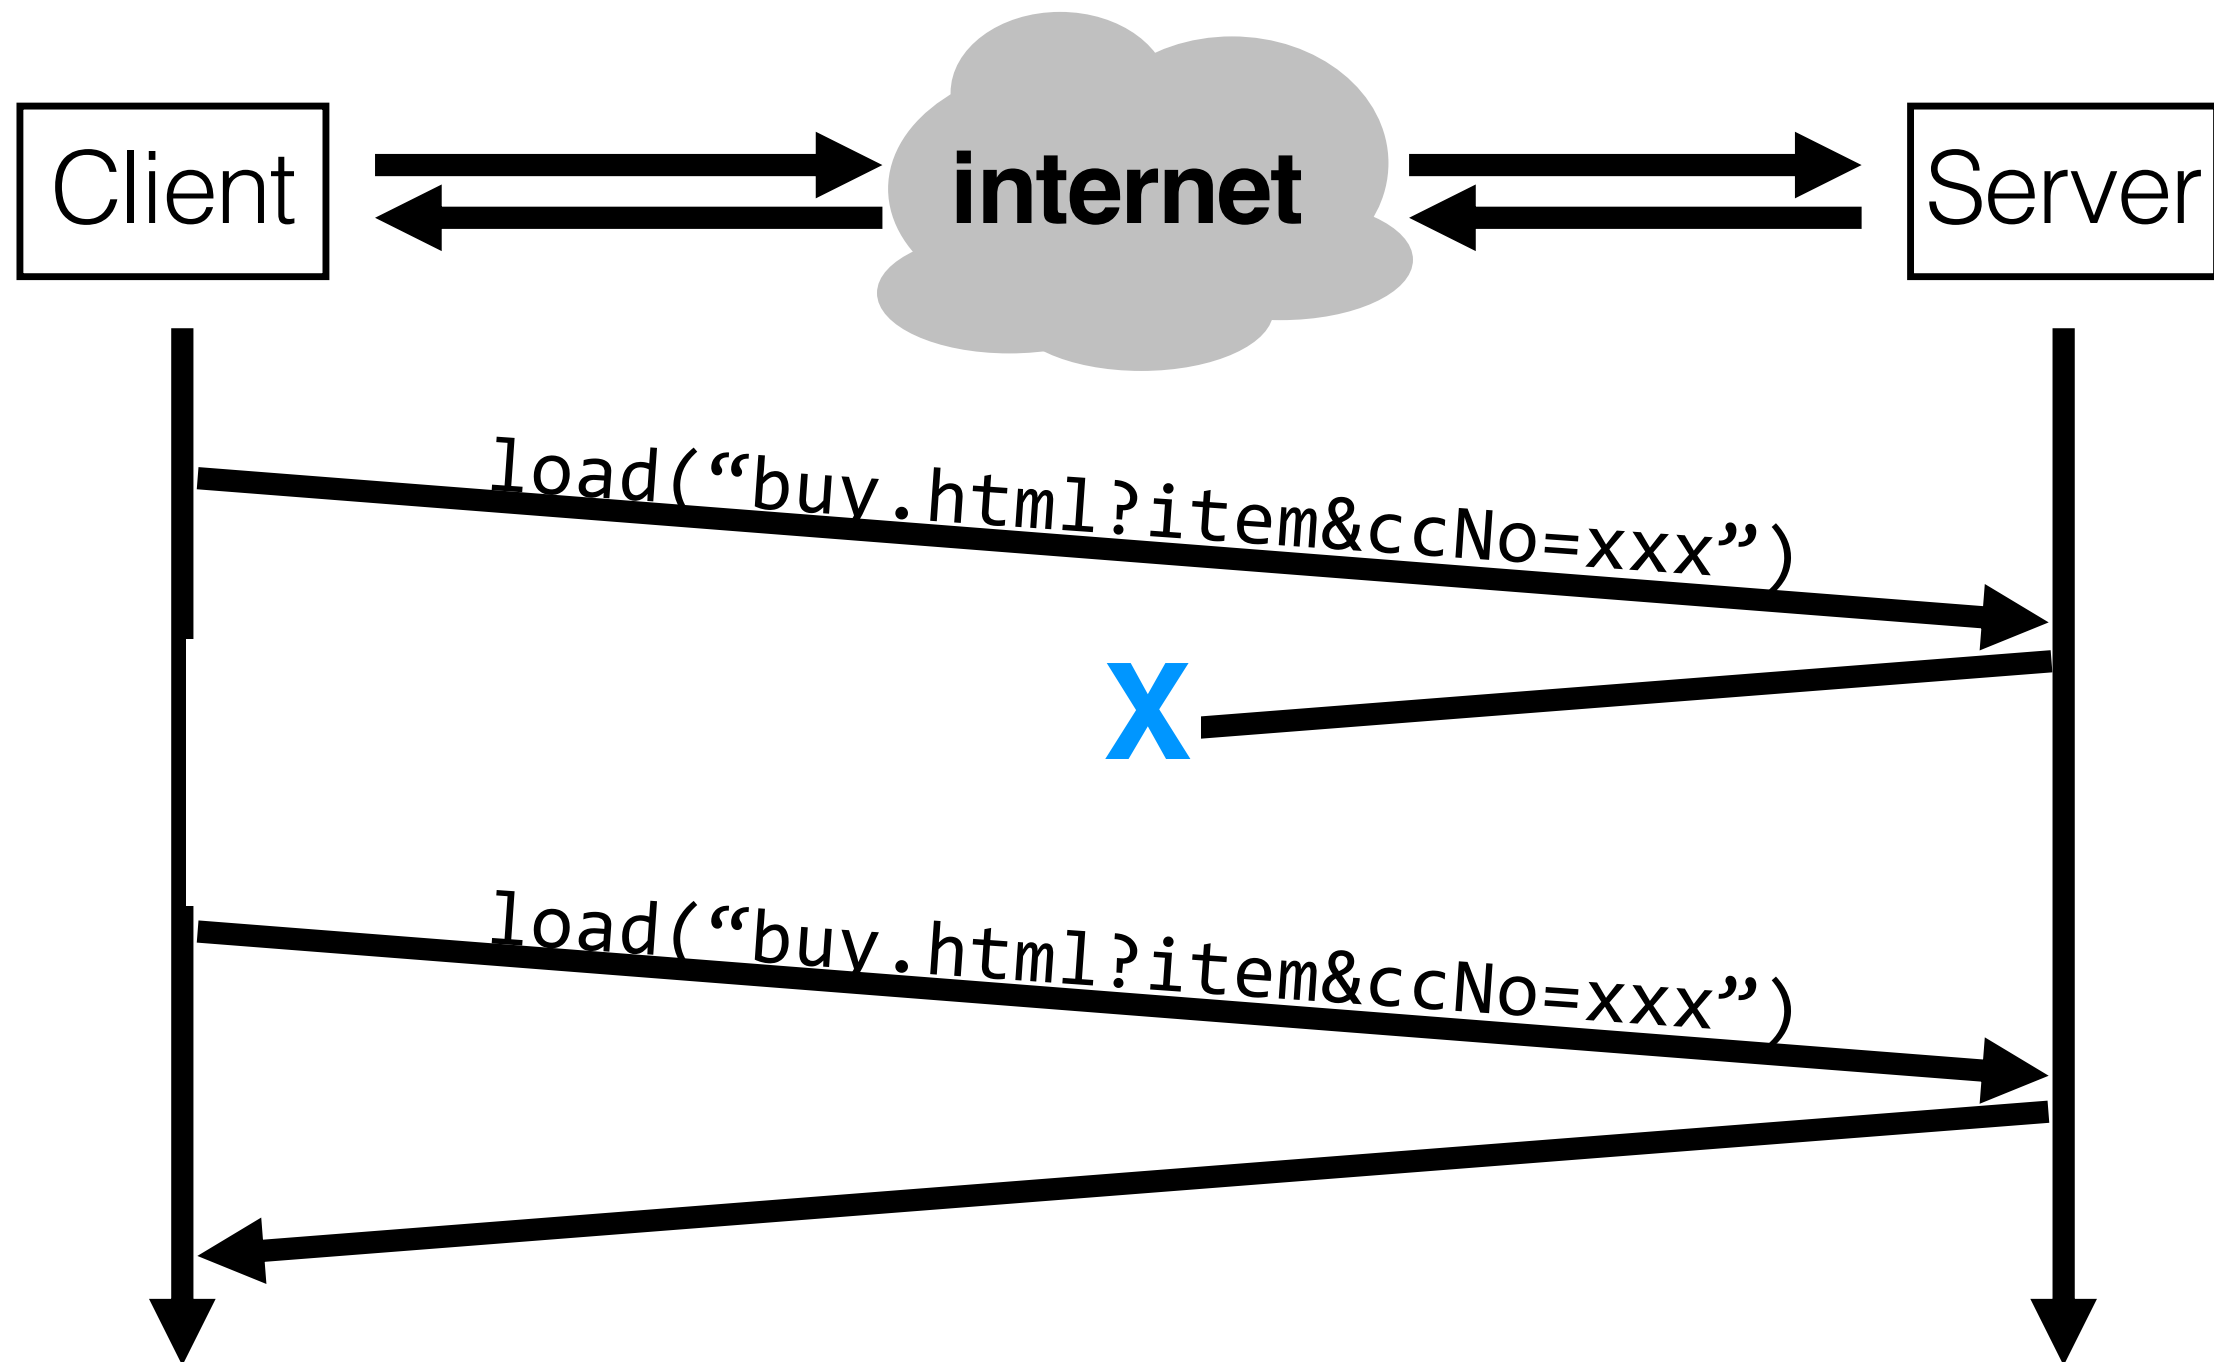 Client
internet
Server
load(“buy.html?item&ccNo=xxx”)
X
load(“buy.html?item&ccNo=xxx”)